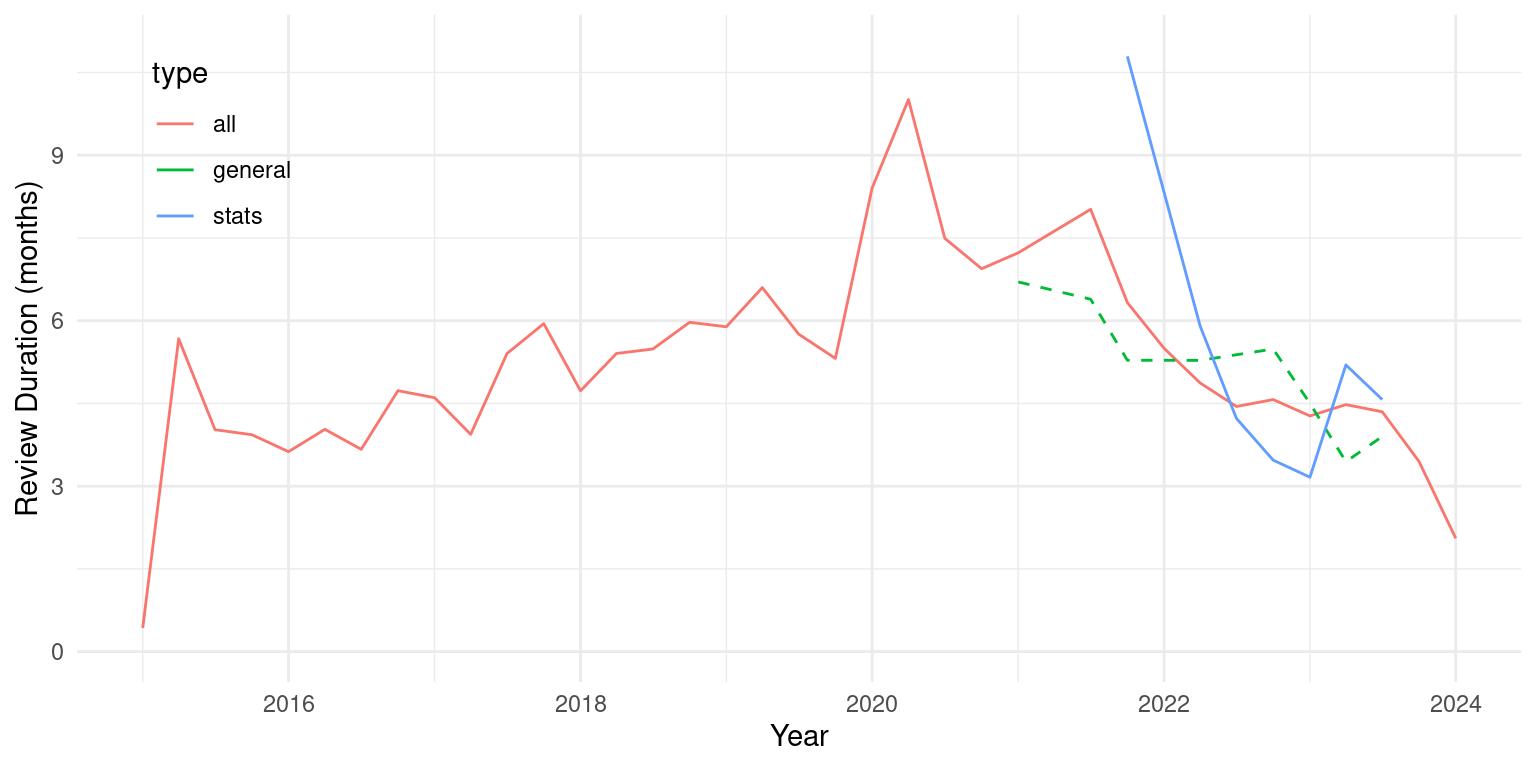 type
all
general
stats
9
6
3
0
Review Duration (months)
2016 2018 2020 2022 2024
Year